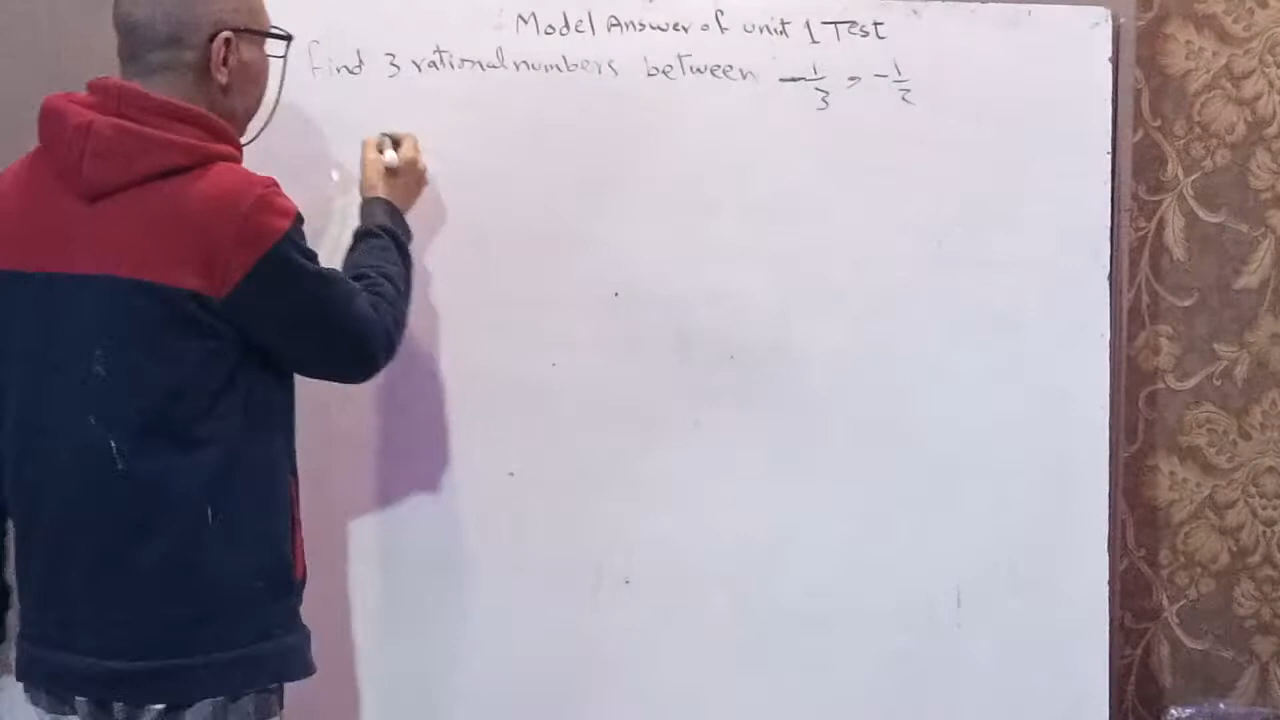 Model Answer of unit 1 Test
find 3 rational numbers between -1/3 , -1/2